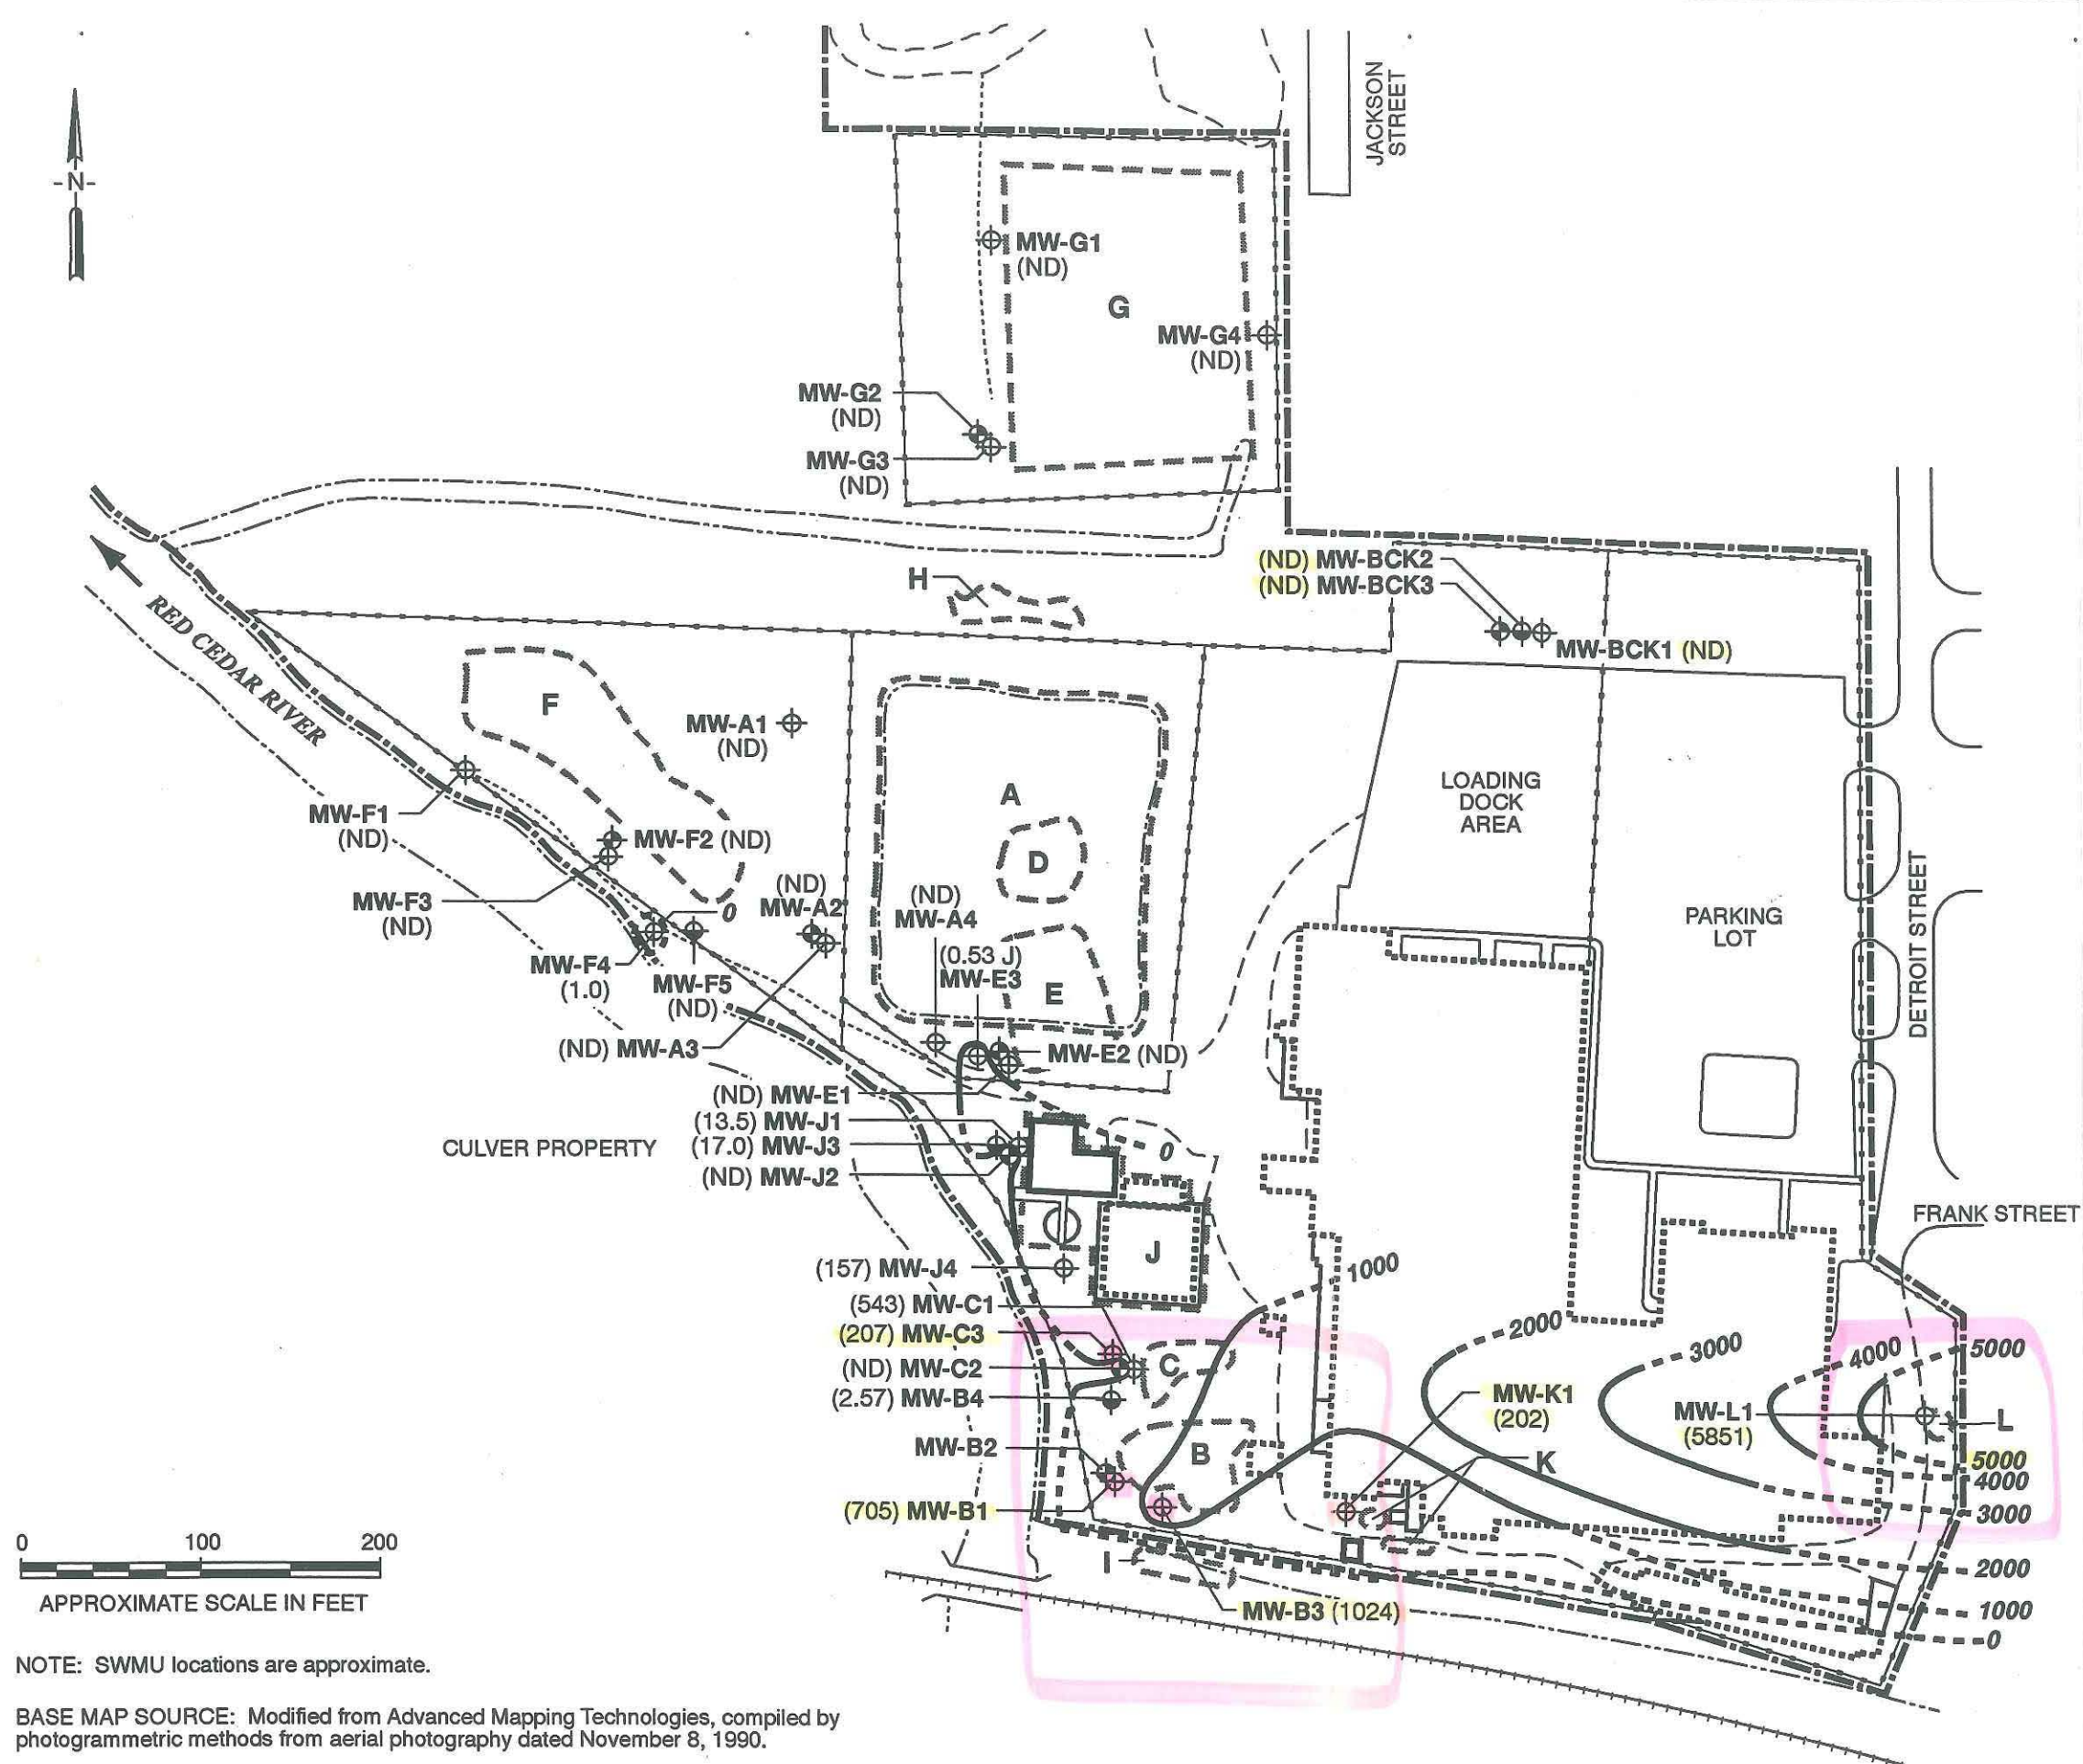 JACKSON
STREET
-N-
MW-G1
(ND)
G
MW-G4
(ND)
MW-G2
(ND)
MW-G3
(ND)
(ND) MW-BCK2
(ND) MW-BCK3
MW-BCK1 (ND)
H
RED CEDAR RIVER
F
MW-A1
(ND)
A
LOADING
DOCK
AREA
MW-F1
(ND)
MW-F2 (ND)
D
MW-F3
(ND)
0
(ND)
MW-A2
(ND)
MW-A4
PARKING
LOT
DETROIT STREET
(0.53 J)
MW-E3
MW-F4
(1.0)
MW-F5
(ND)
E
(ND) MW-A3
MW-E2 (ND)
(ND) MW-E1
(13.5) MW-J1
CULVER PROPERTY
(17.0) MW-J3
0
(ND) MW-J2
FRANK STREET
J
(157) MW-J4
1000
(543) MW-C1
(207) MW-C3
2000
3000
4000
5000
(ND) MW-C2
C
(2.57) MW-B4
MW-K1
(202)
MW-L1
(5851)
L
MW-B2
B
K
5000
4000
(705) MW-B1
3000
I
2000
MW-B3 (1024)
1000
0
0 100 200
APPROXIMATE SCALE IN FEET
NOTE: SWMU locations are approximate.
BASE MAP SOURCE: Modified from Advanced Mapping Technologies, compiled by
photogrammetric methods from aerial photography dated November 8, 1990.